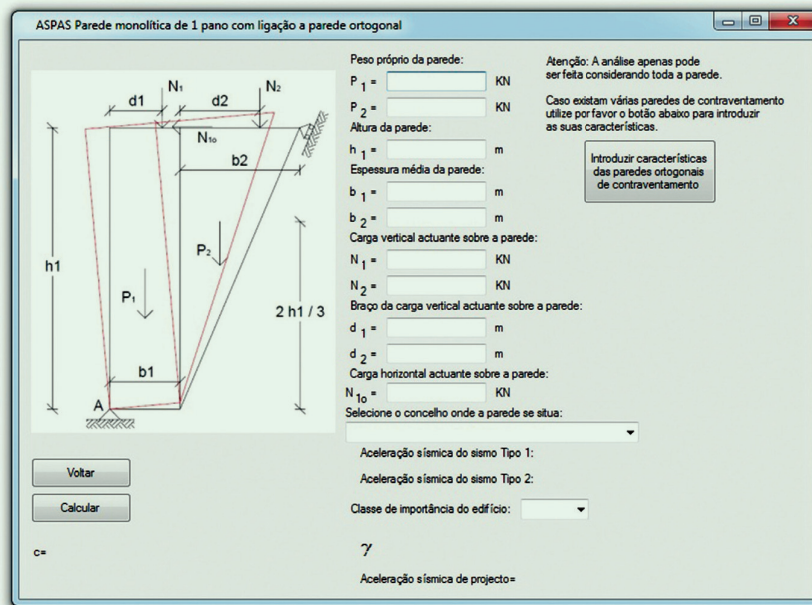 ASPAS Parede monolítica de 1 pano com ligação a parede ortogonal
N1 N2
d1 d2
N1o
b2
h1
P2
P1
2 h1 / 3
b1
A
Voltar
Calcular
c=
Peso próprio da parede:
P 1 = KN
P 2 = KN
Altura da parede:
h 1 = m
Espessura média da parede:
b 1 = m
b 2 = m
Carga vertical actuante sobre a parede:
N 1 = KN
N 2 = KN
Braço da carga vertical actuante sobre a parede:
d 1 = m
d 2 = m
Carga horizontal actuante sobre a parede:
N 1o = KN
Selecione o concelho onde a parede se situa:
Aceleração sísmica do sismo Tipo 1:
Aceleração sísmica do sismo Tipo 2:
Classe de importância do edifício:
γ
Aceleração sísmica de projecto=
Atenção: A análise apenas pode
ser feita considerando toda a parede.
Caso existam várias paredes de contraventamento
utilize por favor o botão abaixo para introduzir
as suas características.
Introduzir características
das paredes ortogonais
de contraventamento